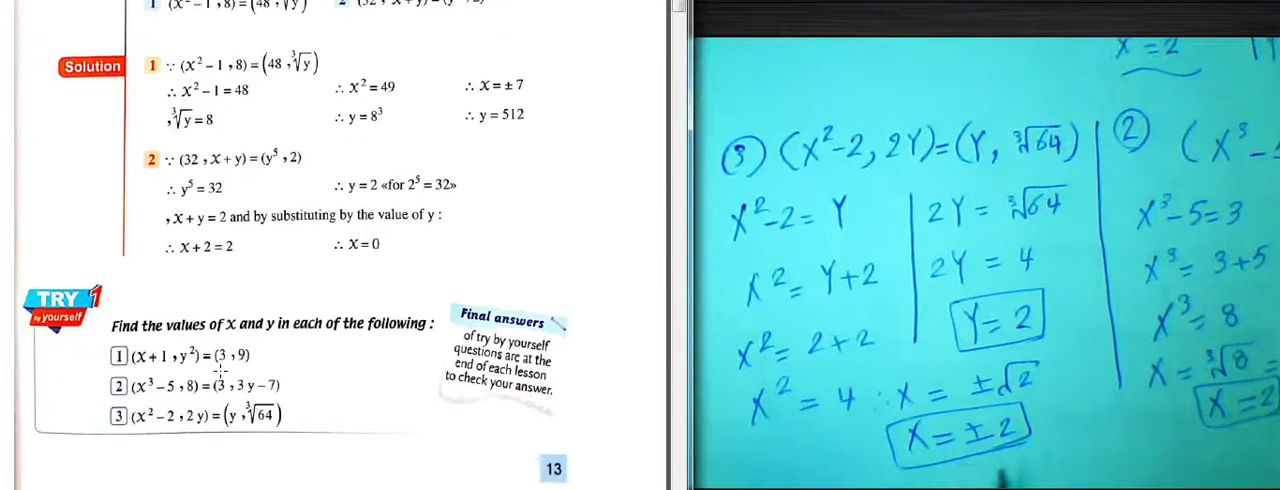 Solution
1 ∵ (x² – 1 , 8) = (48 , ∛y)
∴ x² – 1 = 48 ∴ x² = 49 ∴ x = ± 7
, ∛y = 8 ∴ y = 8³ ∴ y = 512
2 ∵ (32 , x + y) = (y⁵ , 2)
∴ y⁵ = 32 ∴ y = 2 «for 2⁵ = 32»
, x + y = 2 and by substituting by the value of y :
∴ x + 2 = 2 ∴ x = 0
TRY 1
by yourself
Find the values of x and y in each of the following :
1 (x + 1 , y²) = (3 , 9)
2 (x³ – 5 , 8) = (3 , 3 y – 7)
3 (x² – 2 , 2 y) = (y , ∛64)
Final answers
of try by yourself
questions are at the
end of each lesson
to check your answer.
13
x = 2
③ (X²-2, 2Y)=(Y, ∛64)
X²-2 = Y
X² = Y+2
X² = 2+2
X² = 4 ∴ X = ±√2
X = ±2
2Y = ∛64
2Y = 4
Y = 2
② (X³-
X³-5=3
X³ = 3+5
X³ = 8
X = ∛8
X = 2